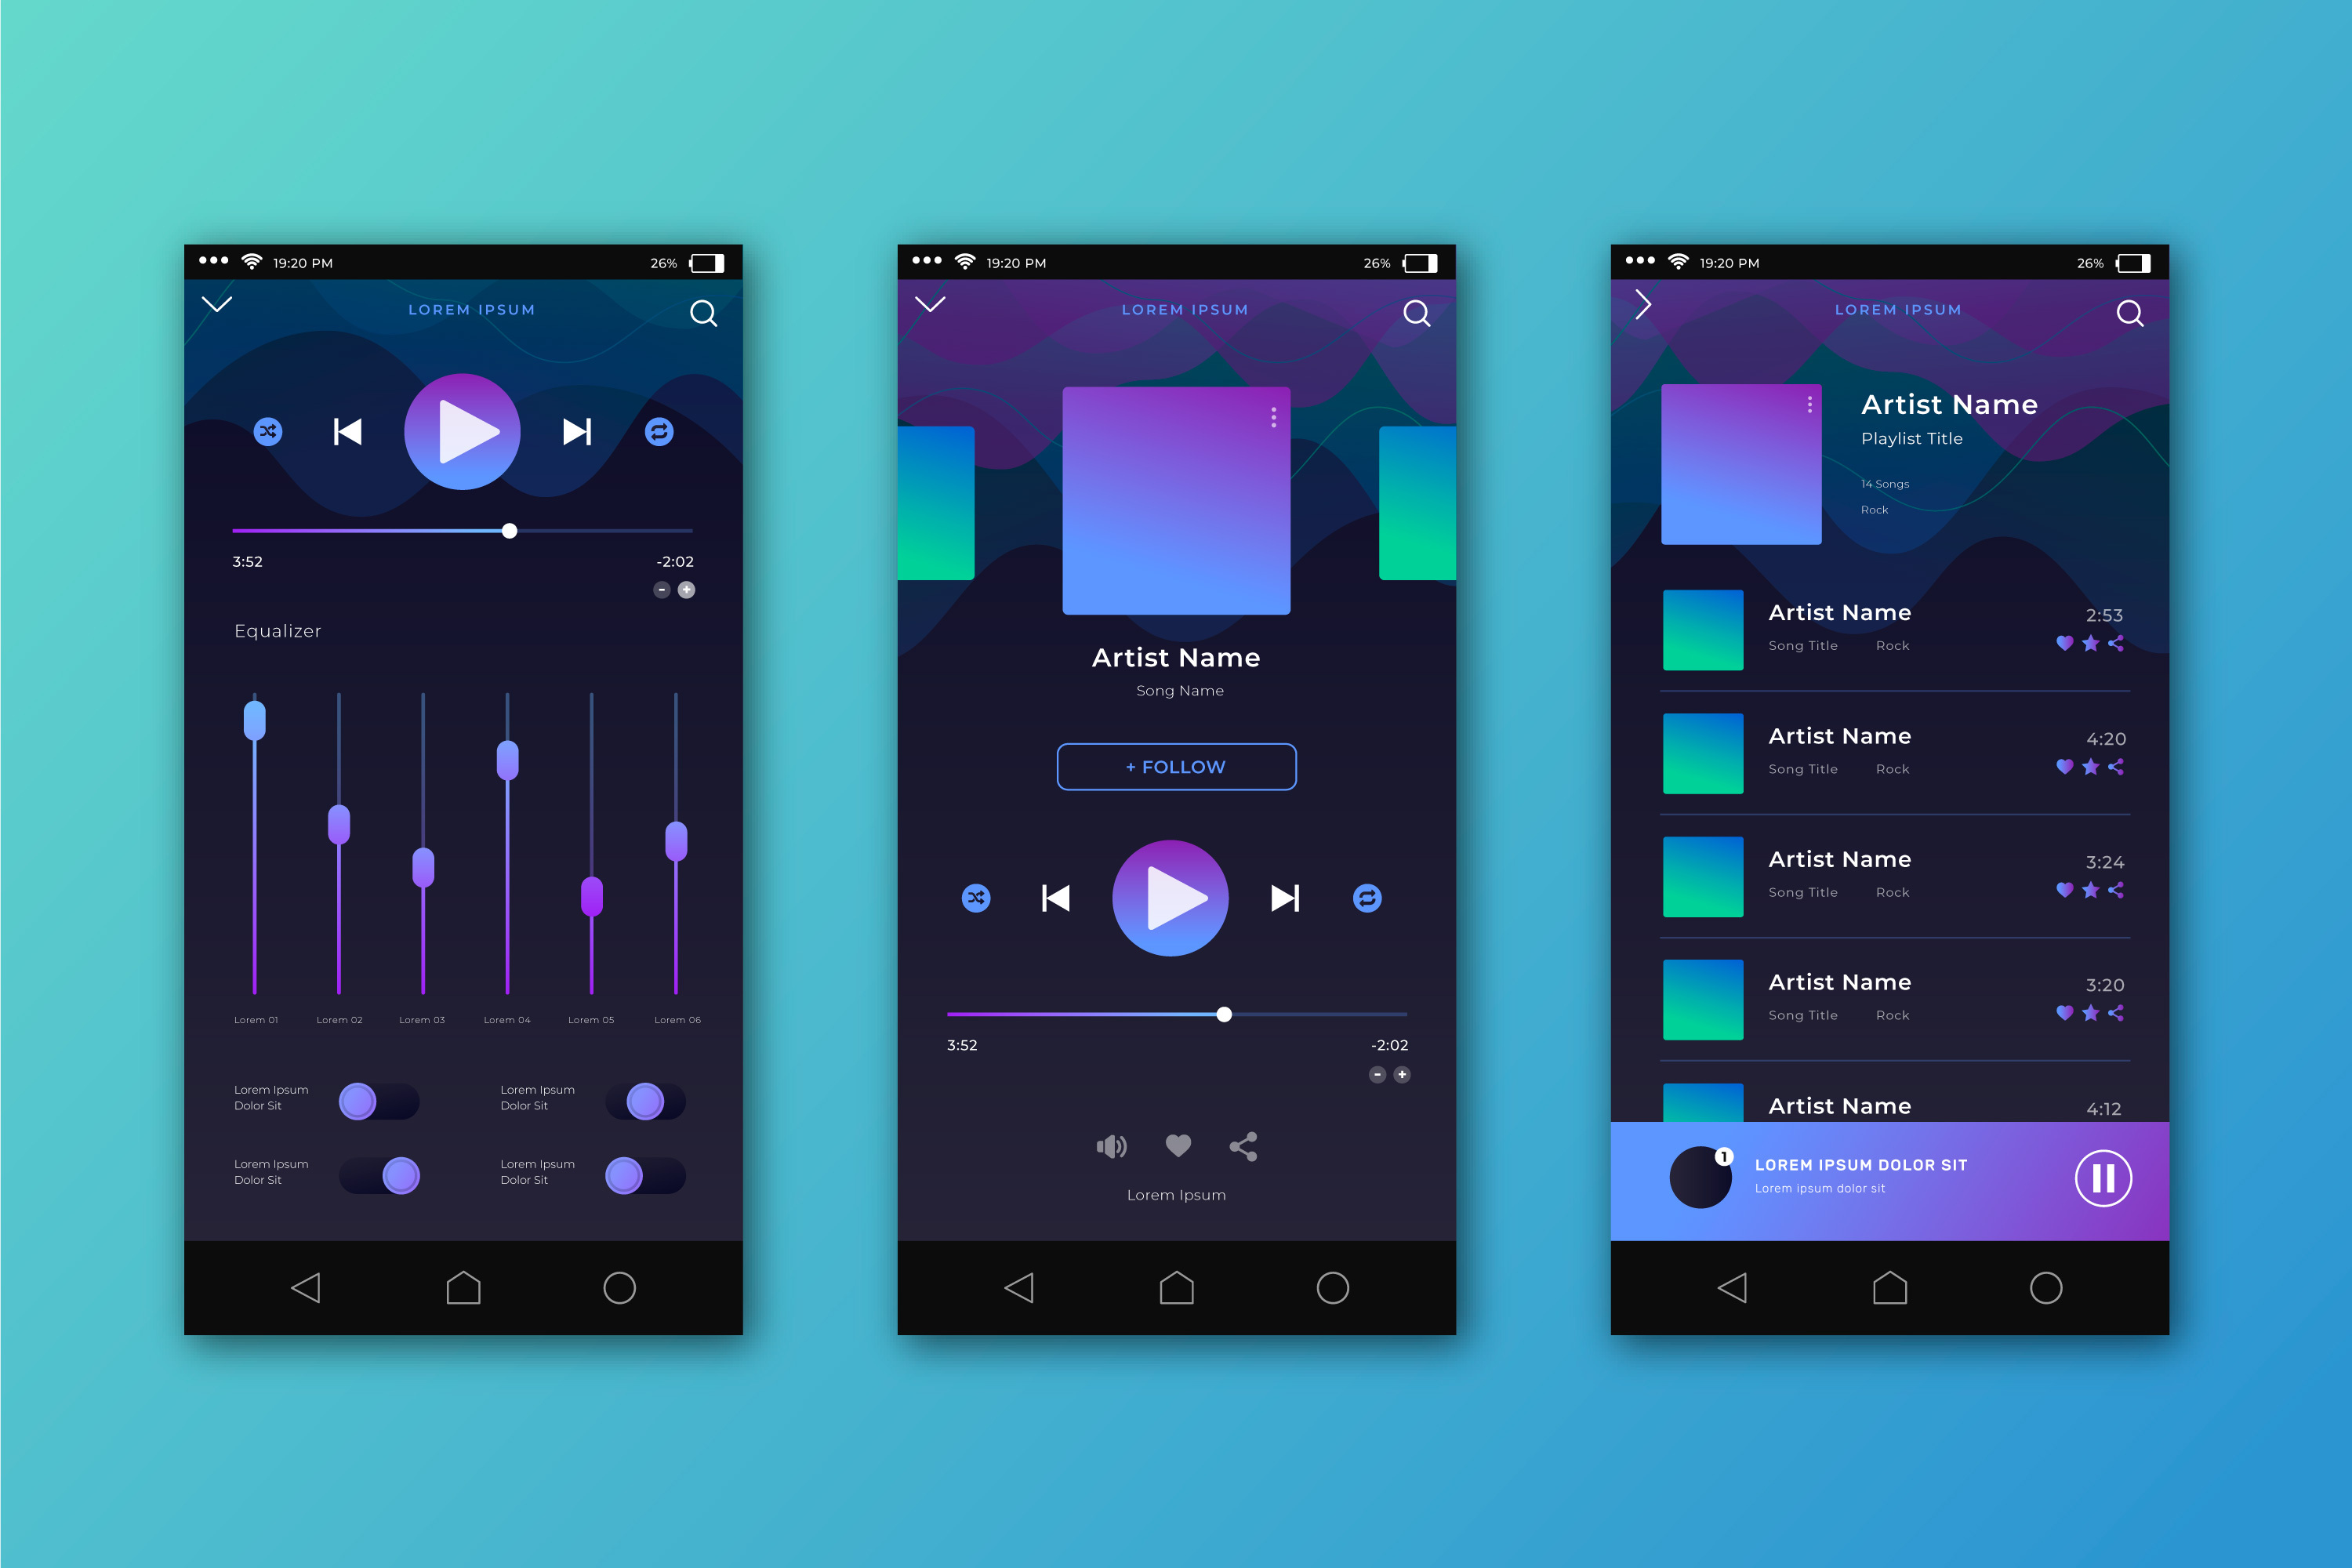 19:20 PM 26%
LOREM IPSUM
3:52 -2:02
- +
Equalizer
Lorem 01 Lorem 02 Lorem 03 Lorem 04 Lorem 05 Lorem 06
Lorem Ipsum
Dolor Sit
Lorem Ipsum
Dolor Sit
Lorem Ipsum
Dolor Sit
Lorem Ipsum
Dolor Sit
19:20 PM 26%
LOREM IPSUM
Artist Name
Song Name
+ FOLLOW
3:52 -2:02
- +
Lorem Ipsum
19:20 PM 26%
LOREM IPSUM
Artist Name
Playlist Title
14 Songs
Rock
Artist Name 2:53
Song Title Rock
Artist Name 4:20
Song Title Rock
Artist Name 3:24
Song Title Rock
Artist Name 3:20
Song Title Rock
Artist Name 4:12
1
LOREM IPSUM DOLOR SIT
Lorem ipsum dolor sit